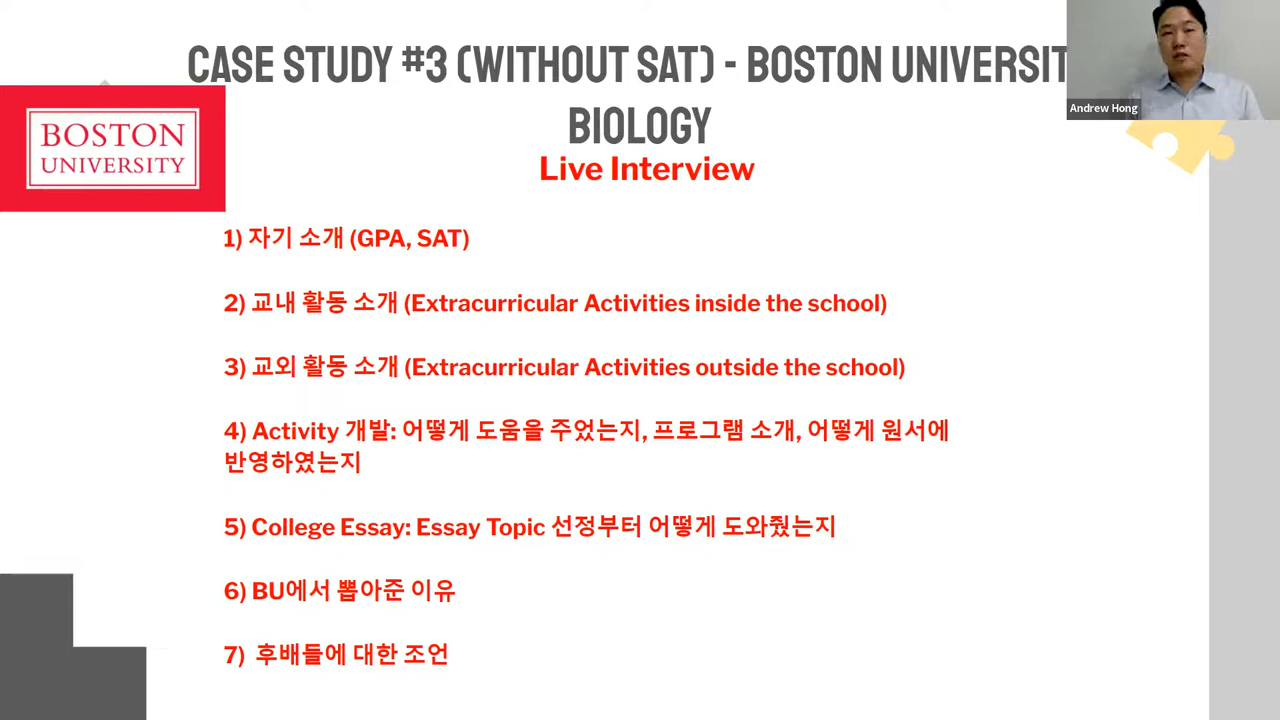 CASE STUDY #3 (WITHOUT SAT) - BOSTON UNIVERSIT
BIOLOGY
Live Interview
Andrew Hong
BOSTON
UNIVERSITY
1) 자기 소개 (GPA, SAT)
2) 교내 활동 소개 (Extracurricular Activities inside the school)
3) 교외 활동 소개 (Extracurricular Activities outside the school)
4) Activity 개발: 어떻게 도움을 주었는지, 프로그램 소개, 어떻게 원서에
반영하였는지
5) College Essay: Essay Topic 선정부터 어떻게 도와줬는지
6) BU에서 뽑아준 이유
7) 후배들에 대한 조언